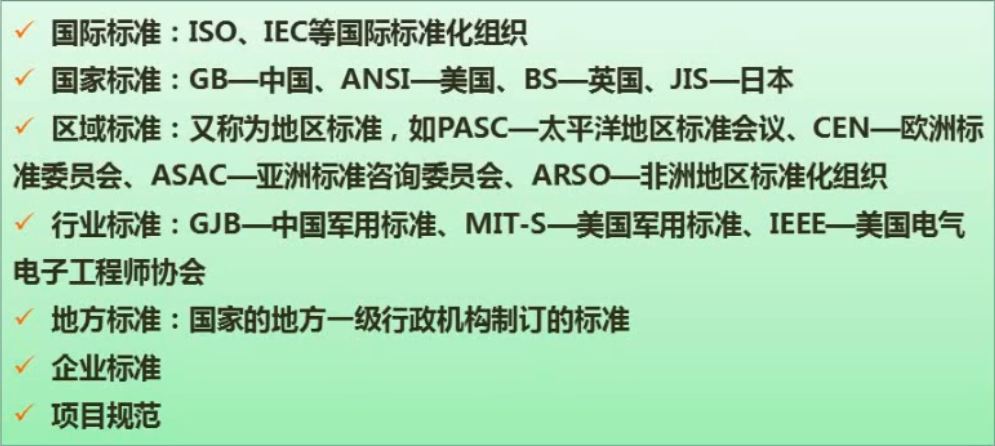 ✓ 国际标准：ISO、IEC等国际标准化组织
✓ 国家标准：GB—中国、ANSI—美国、BS—英国、JIS—日本
✓ 区域标准：又称为地区标准，如PASC—太平洋地区标准会议、CEN—欧洲标
准委员会、ASAC—亚洲标准咨询委员会、ARSO—非洲地区标准化组织
✓ 行业标准：GJB—中国军用标准、MIT-S—美国军用标准、IEEE—美国电气
电子工程师协会
✓ 地方标准：国家的地方一级行政机构制订的标准
✓ 企业标准
✓ 项目规范